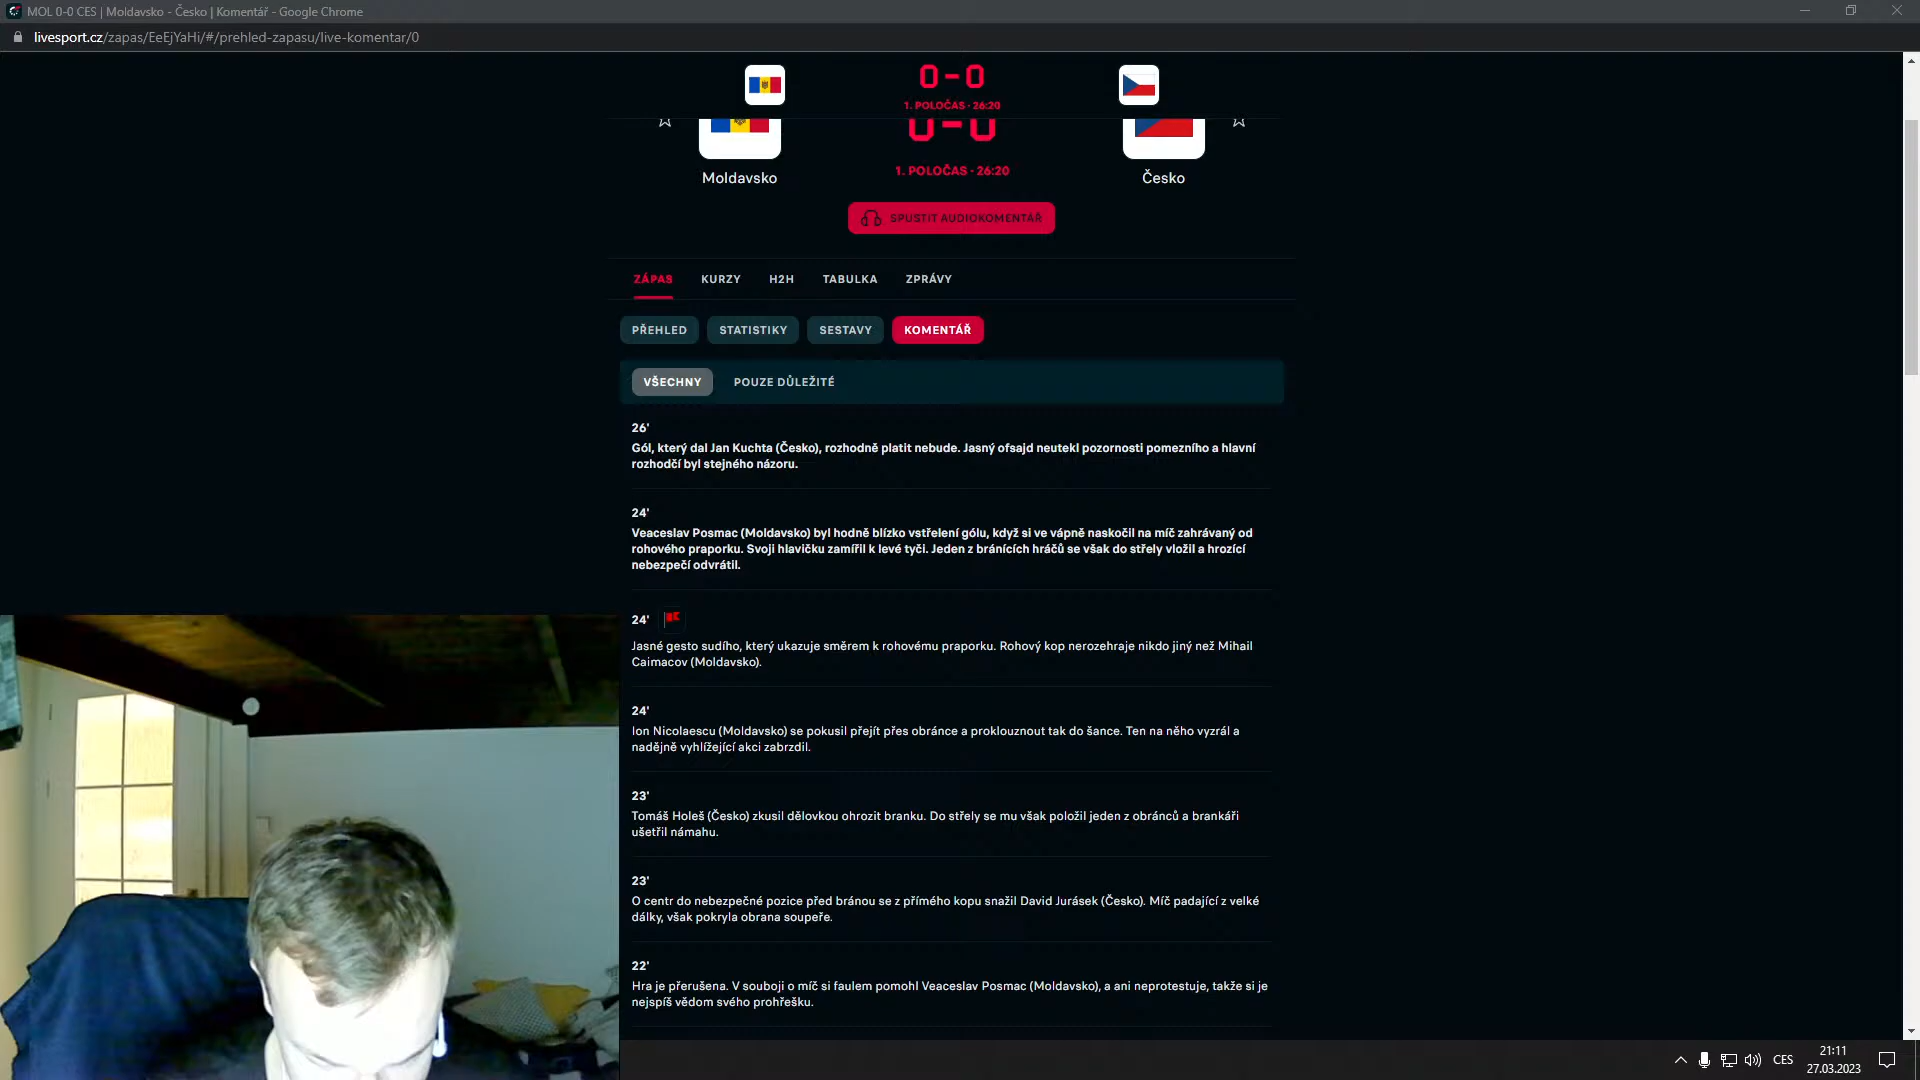 MOL 0-0 CES | Moldavsko - Česko | Komentář - Google Chrome
livesport.cz/zapas/EeEjYaHi/#/prehled-zapasu/live-komentar/0
0-0
1. POLOČAS - 26:20
0-0
1. POLOČAS - 26:20
Moldavsko
Česko
SPUSTIT AUDIOKOMENTÁŘ
ZÁPAS KURZY H2H TABULKA ZPRÁVY
PŘEHLED STATISTIKY SESTAVY KOMENTÁŘ
VŠECHNY POUZE DŮLEŽITÉ
26'
Gól, který dal Jan Kuchta (Česko), rozhodně platit nebude. Jasný ofsajd neutekl pozornosti pomezního a hlavní
rozhodčí byl stejného názoru.
24'
Veaceslav Posmac (Moldavsko) byl hodně blízko vstřelení gólu, když si ve vápně naskočil na míč zahrávaný od
rohového praporku. Svoji hlavičku zamířil k levé tyči. Jeden z bránících hráčů se však do střely vložil a hrozící
nebezpečí odvrátil.
24'
Jasné gesto sudího, který ukazuje směrem k rohovému praporku. Rohový kop nerozehraje nikdo jiný než Mihail
Caimacov (Moldavsko).
24'
Ion Nicolaescu (Moldavsko) se pokusil přejít přes obránce a proklouznout tak do šance. Ten na něho vyzrál a
nadějně vyhlížející akci zabrzdil.
23'
Tomáš Holeš (Česko) zkusil dělovkou ohrozit branku. Do střely se mu však položil jeden z obránců a brankáři
ušetřil námahu.
23'
O centr do nebezpečné pozice před bránou se z přímého kopu snažil David Jurásek (Česko). Míč padající z velké
dálky, však pokryla obrana soupeře.
22'
Hra je přerušena. V souboji o míč si faulem pomohl Veaceslav Posmac (Moldavsko), a ani neprotestuje, takže si je
nejspíš vědom svého prohřešku.
CES
21:11
27.03.2023